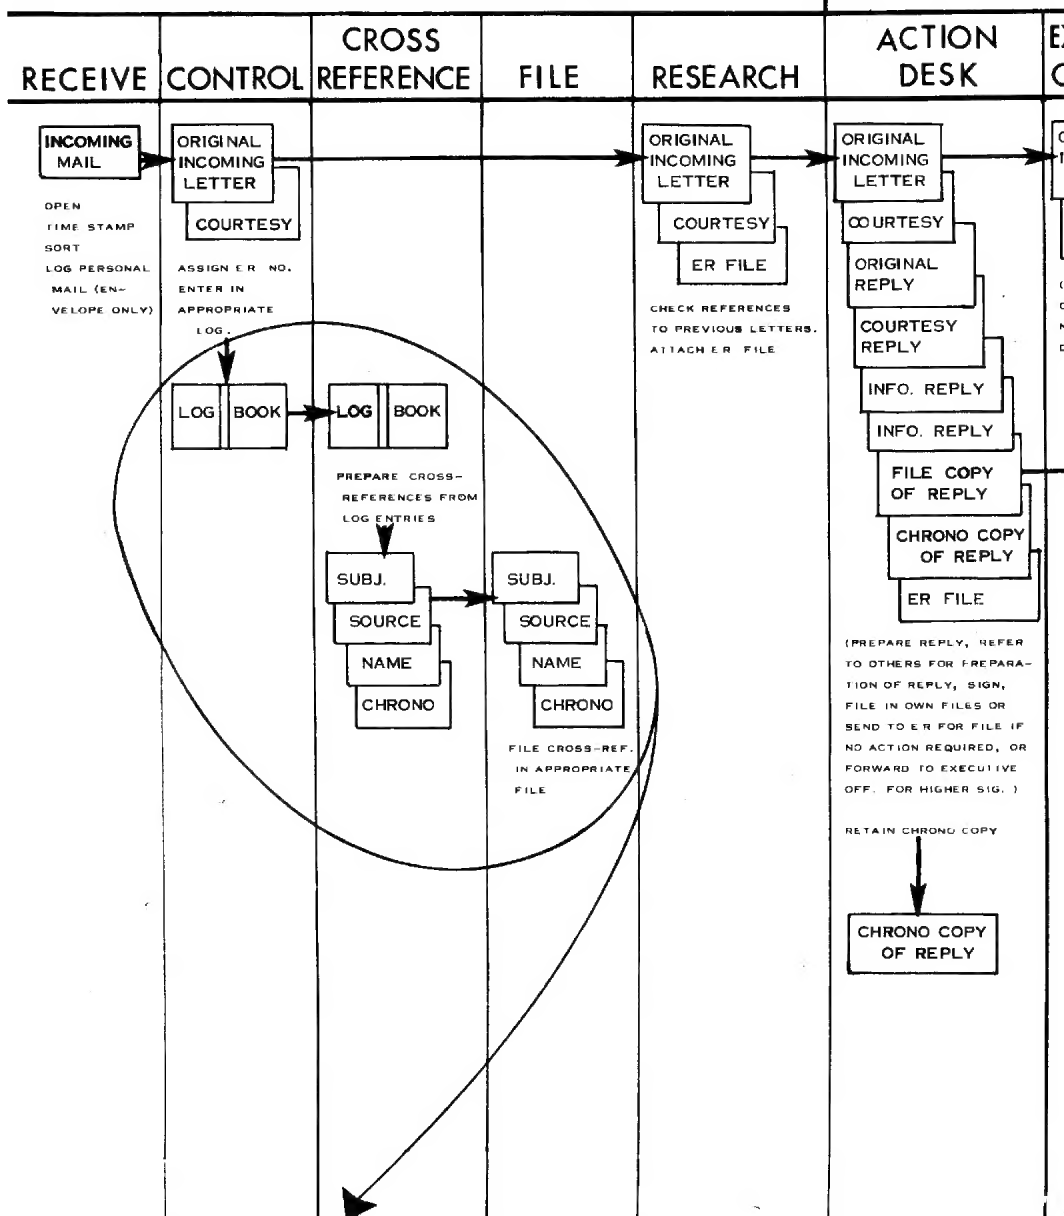 RECEIVE
CONTROL
CROSS
REFERENCE
FILE
RESEARCH
ACTION
DESK
INCOMING
MAIL
OPEN
TIME STAMP
SORT
LOG PERSONAL
MAIL (EN-
VELOPE ONLY)
ORIGINAL
INCOMING
LETTER
COURTESY
ASSIGN E R NO.
ENTER IN
APPROPRIATE
LOG.
LOG BOOK
LOG BOOK
PREPARE CROSS-
REFERENCES FROM
LOG ENTRIES
SUBJ.
SOURCE
NAME
CHRONO
SUBJ.
SOURCE
NAME
CHRONO
FILE CROSS-REF.
IN APPROPRIATE
FILE
ORIGINAL
INCOMING
LETTER
COURTESY
ER FILE
CHECK REFERENCES
TO PREVIOUS LETTERS.
ATTACH E R FILE
ORIGINAL
INCOMING
LETTER
COURTESY
ORIGINAL
REPLY
COURTESY
REPLY
INFO. REPLY
INFO. REPLY
FILE COPY
OF REPLY
CHRONO COPY
OF REPLY
ER FILE
(PREPARE REPLY, REFER
TO OTHERS FOR PREPARA-
TION OF REPLY, SIGN,
FILE IN OWN FILES OR
SEND TO E R FOR FILE IF
NO ACTION REQUIRED, OR
FORWARD TO EXECUTIVE
OFF. FOR HIGHER SIG. )
RETAIN CHRONO COPY
CHRONO COPY
OF REPLY